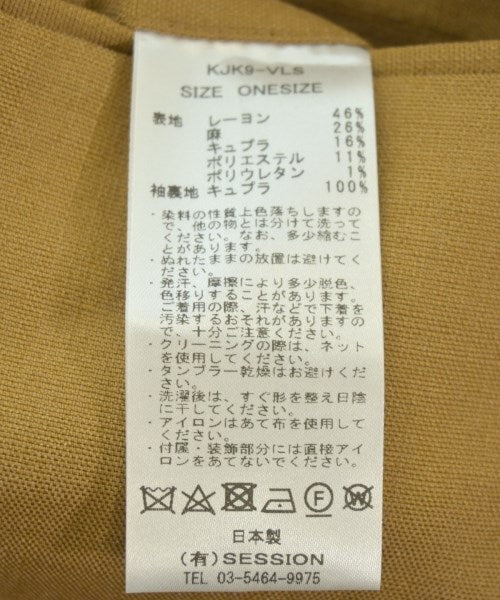 KJK9-VLs
SIZE ONESIZE
表地 レーヨン 46%
麻 26%
キュプラ 16%
ポリエステル 11%
ポリウレタン 1%
袖裏地 キュプラ 100%
・染料の性質上色落ちしますの
で、他の物とは分けて洗って
ください。なお、多少縮むこ
とがあります。
・ぬれたままの放置は避けてく
ださい。
・発汗、摩擦により多少脱色、
色移りすることがあります。
ご着用の際、汗などで下着を
汚染するおそれがありますの
で、十分ご注意ください。
・クリーニングの際は、ネット
を使用してください。
・タンブラー乾燥はお避けくだ
さい。
・洗濯後は、すぐ形を整え日陰
に干してください。
・アイロンはあて布を使用して
ください。
・付属・装飾部分には直接アイ
ロンをあてないでください。
F W
日本製
(有)SESSION
TEL 03-5464-9975